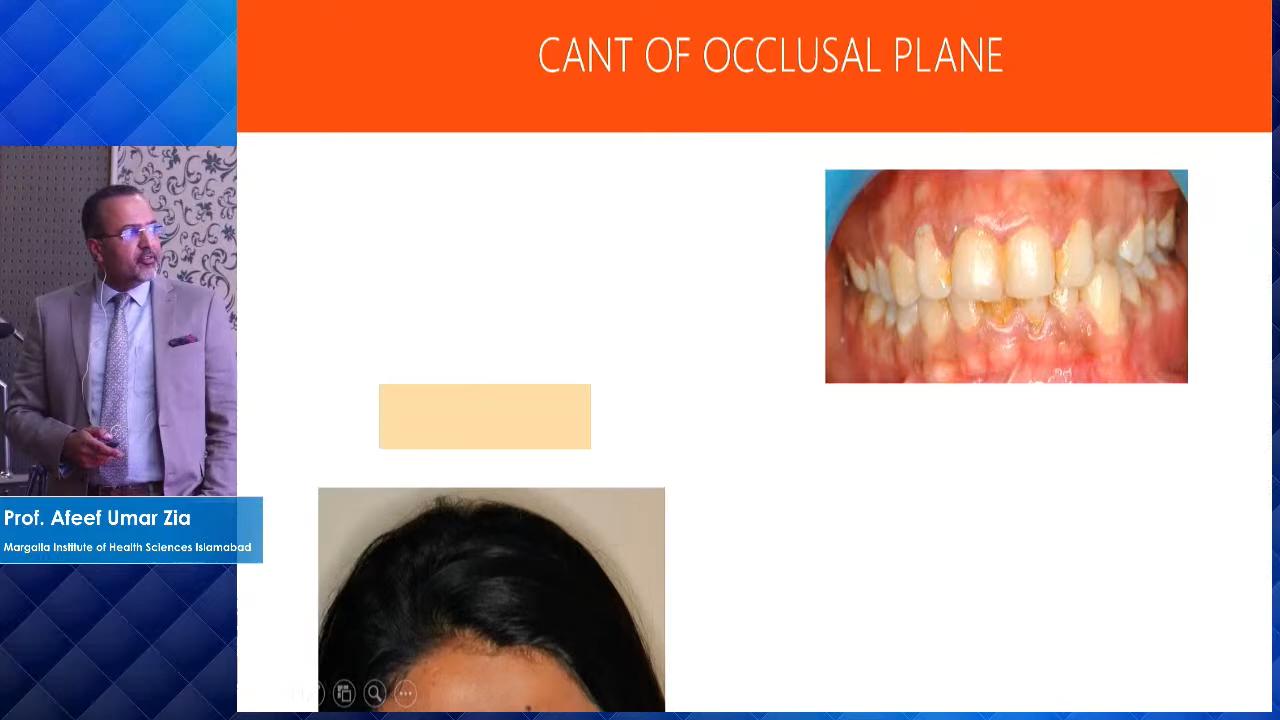 CANT OF OCCLUSAL PLANE
Prof. Afeef Umar Zia
Margalla Institute of Health Sciences Islamabad